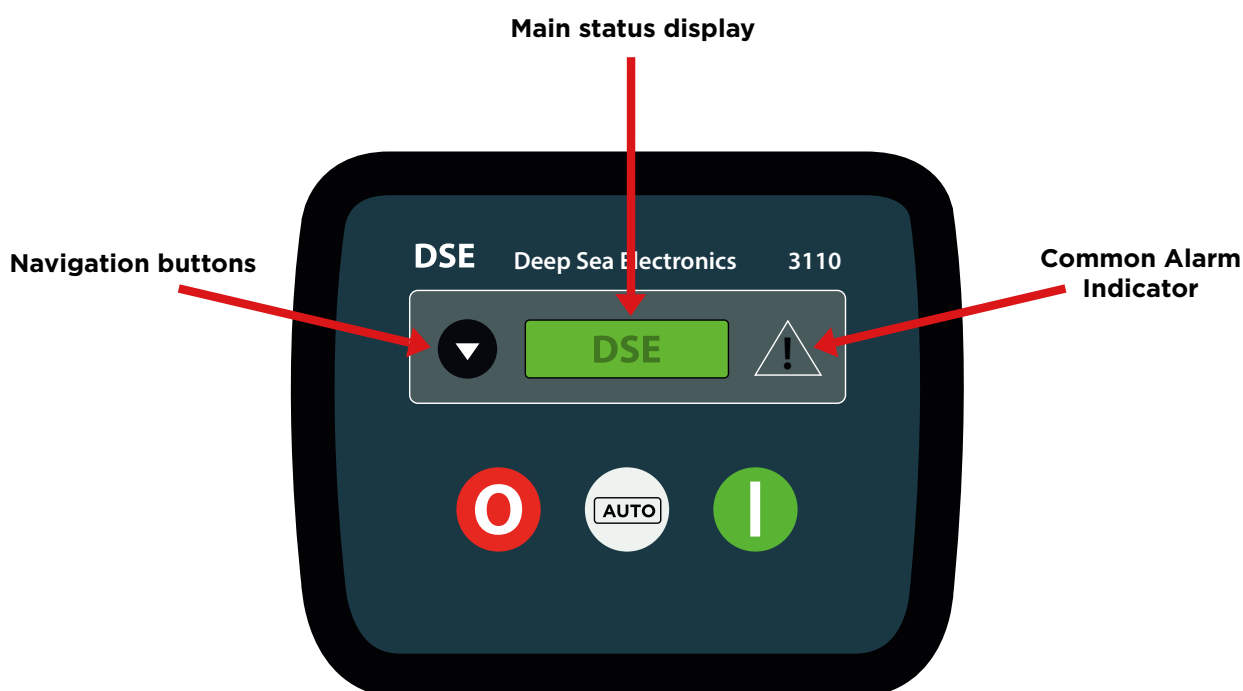 Main status display
Navigation buttons
Common Alarm
Indicator
DSE Deep Sea Electronics 3110
DSE
!
O AUTO I